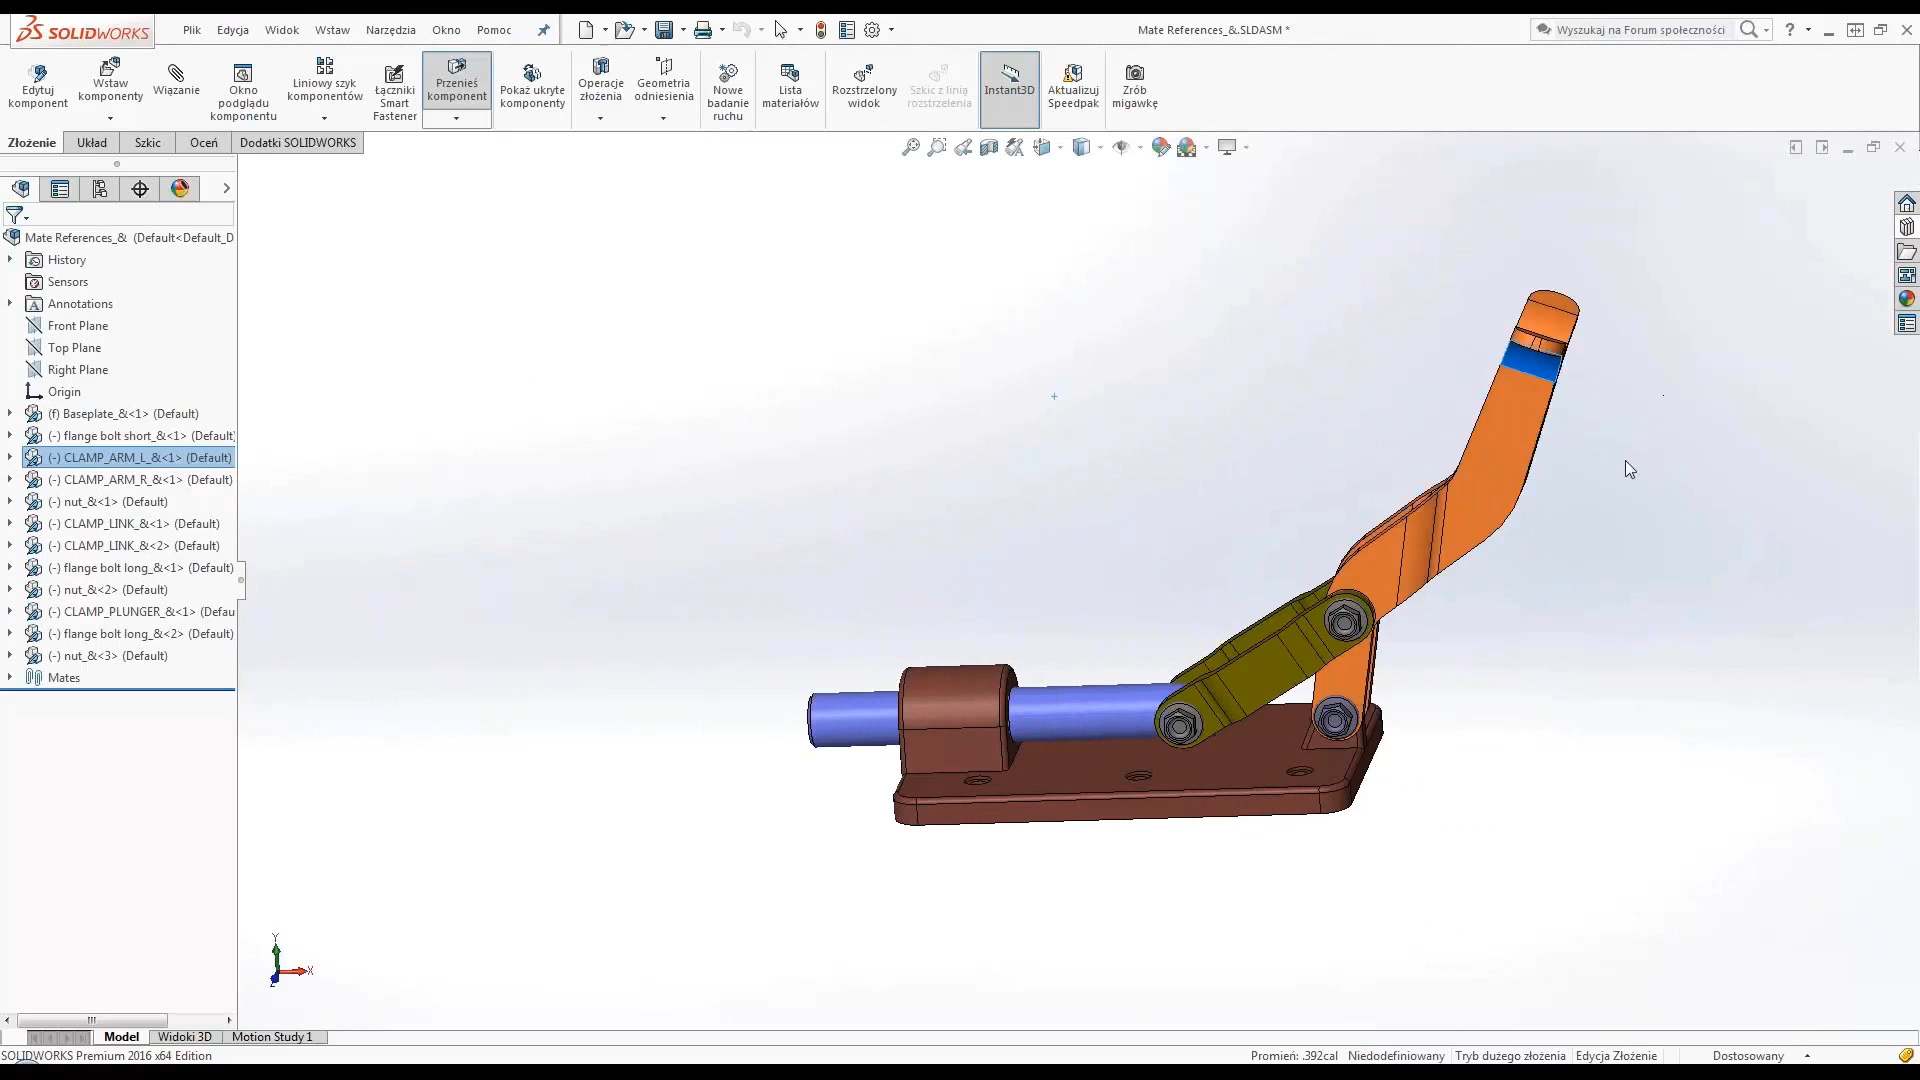 SOLIDWORKS
Plik Edycja Widok Wstaw Narzędzia Okno Pomoc
Mate References_&.SLDASM *
Wyszukaj na Forum społeczności
?
Edytuj komponent
Wstaw komponenty
Wiązanie
Okno podglądu komponentu
Liniowy szyk komponentów
Łączniki Smart Fastener
Przenieś komponent
Pokaż ukryte komponenty
Operacje złożenia
Geometria odniesienia
Nowe badanie ruchu
Lista materiałów
Rozstrzelony widok
Szkic z linią rozstrzelenia
Instant3D
Aktualizuj Speedpak
Zrób migawkę
Złożenie Układ Szkic Oceń Dodatki SOLIDWORKS
Mate References_& (Default<Default_D
History
Sensors
Annotations
Front Plane
Top Plane
Right Plane
Origin
(f) Baseplate_&<1> (Default)
(-) flange bolt short_&<1> (Default)
(-) CLAMP_ARM_L_&<1> (Default)
(-) CLAMP_ARM_R_&<1> (Default)
(-) nut_&<1> (Default)
(-) CLAMP_LINK_&<1> (Default)
(-) CLAMP_LINK_&<2> (Default)
(-) flange bolt long_&<1> (Default)
(-) nut_&<2> (Default)
(-) CLAMP_PLUNGER_&<1> (Defau
(-) flange bolt long_&<2> (Default)
(-) nut_&<3> (Default)
Mates
Y
X
Z
Model Widoki 3D Motion Study 1
SOLIDWORKS Premium 2016 x64 Edition
Promień: .392cal Niedodefiniowany Tryb dużego złożenia Edycja Złożenie Dostosowany